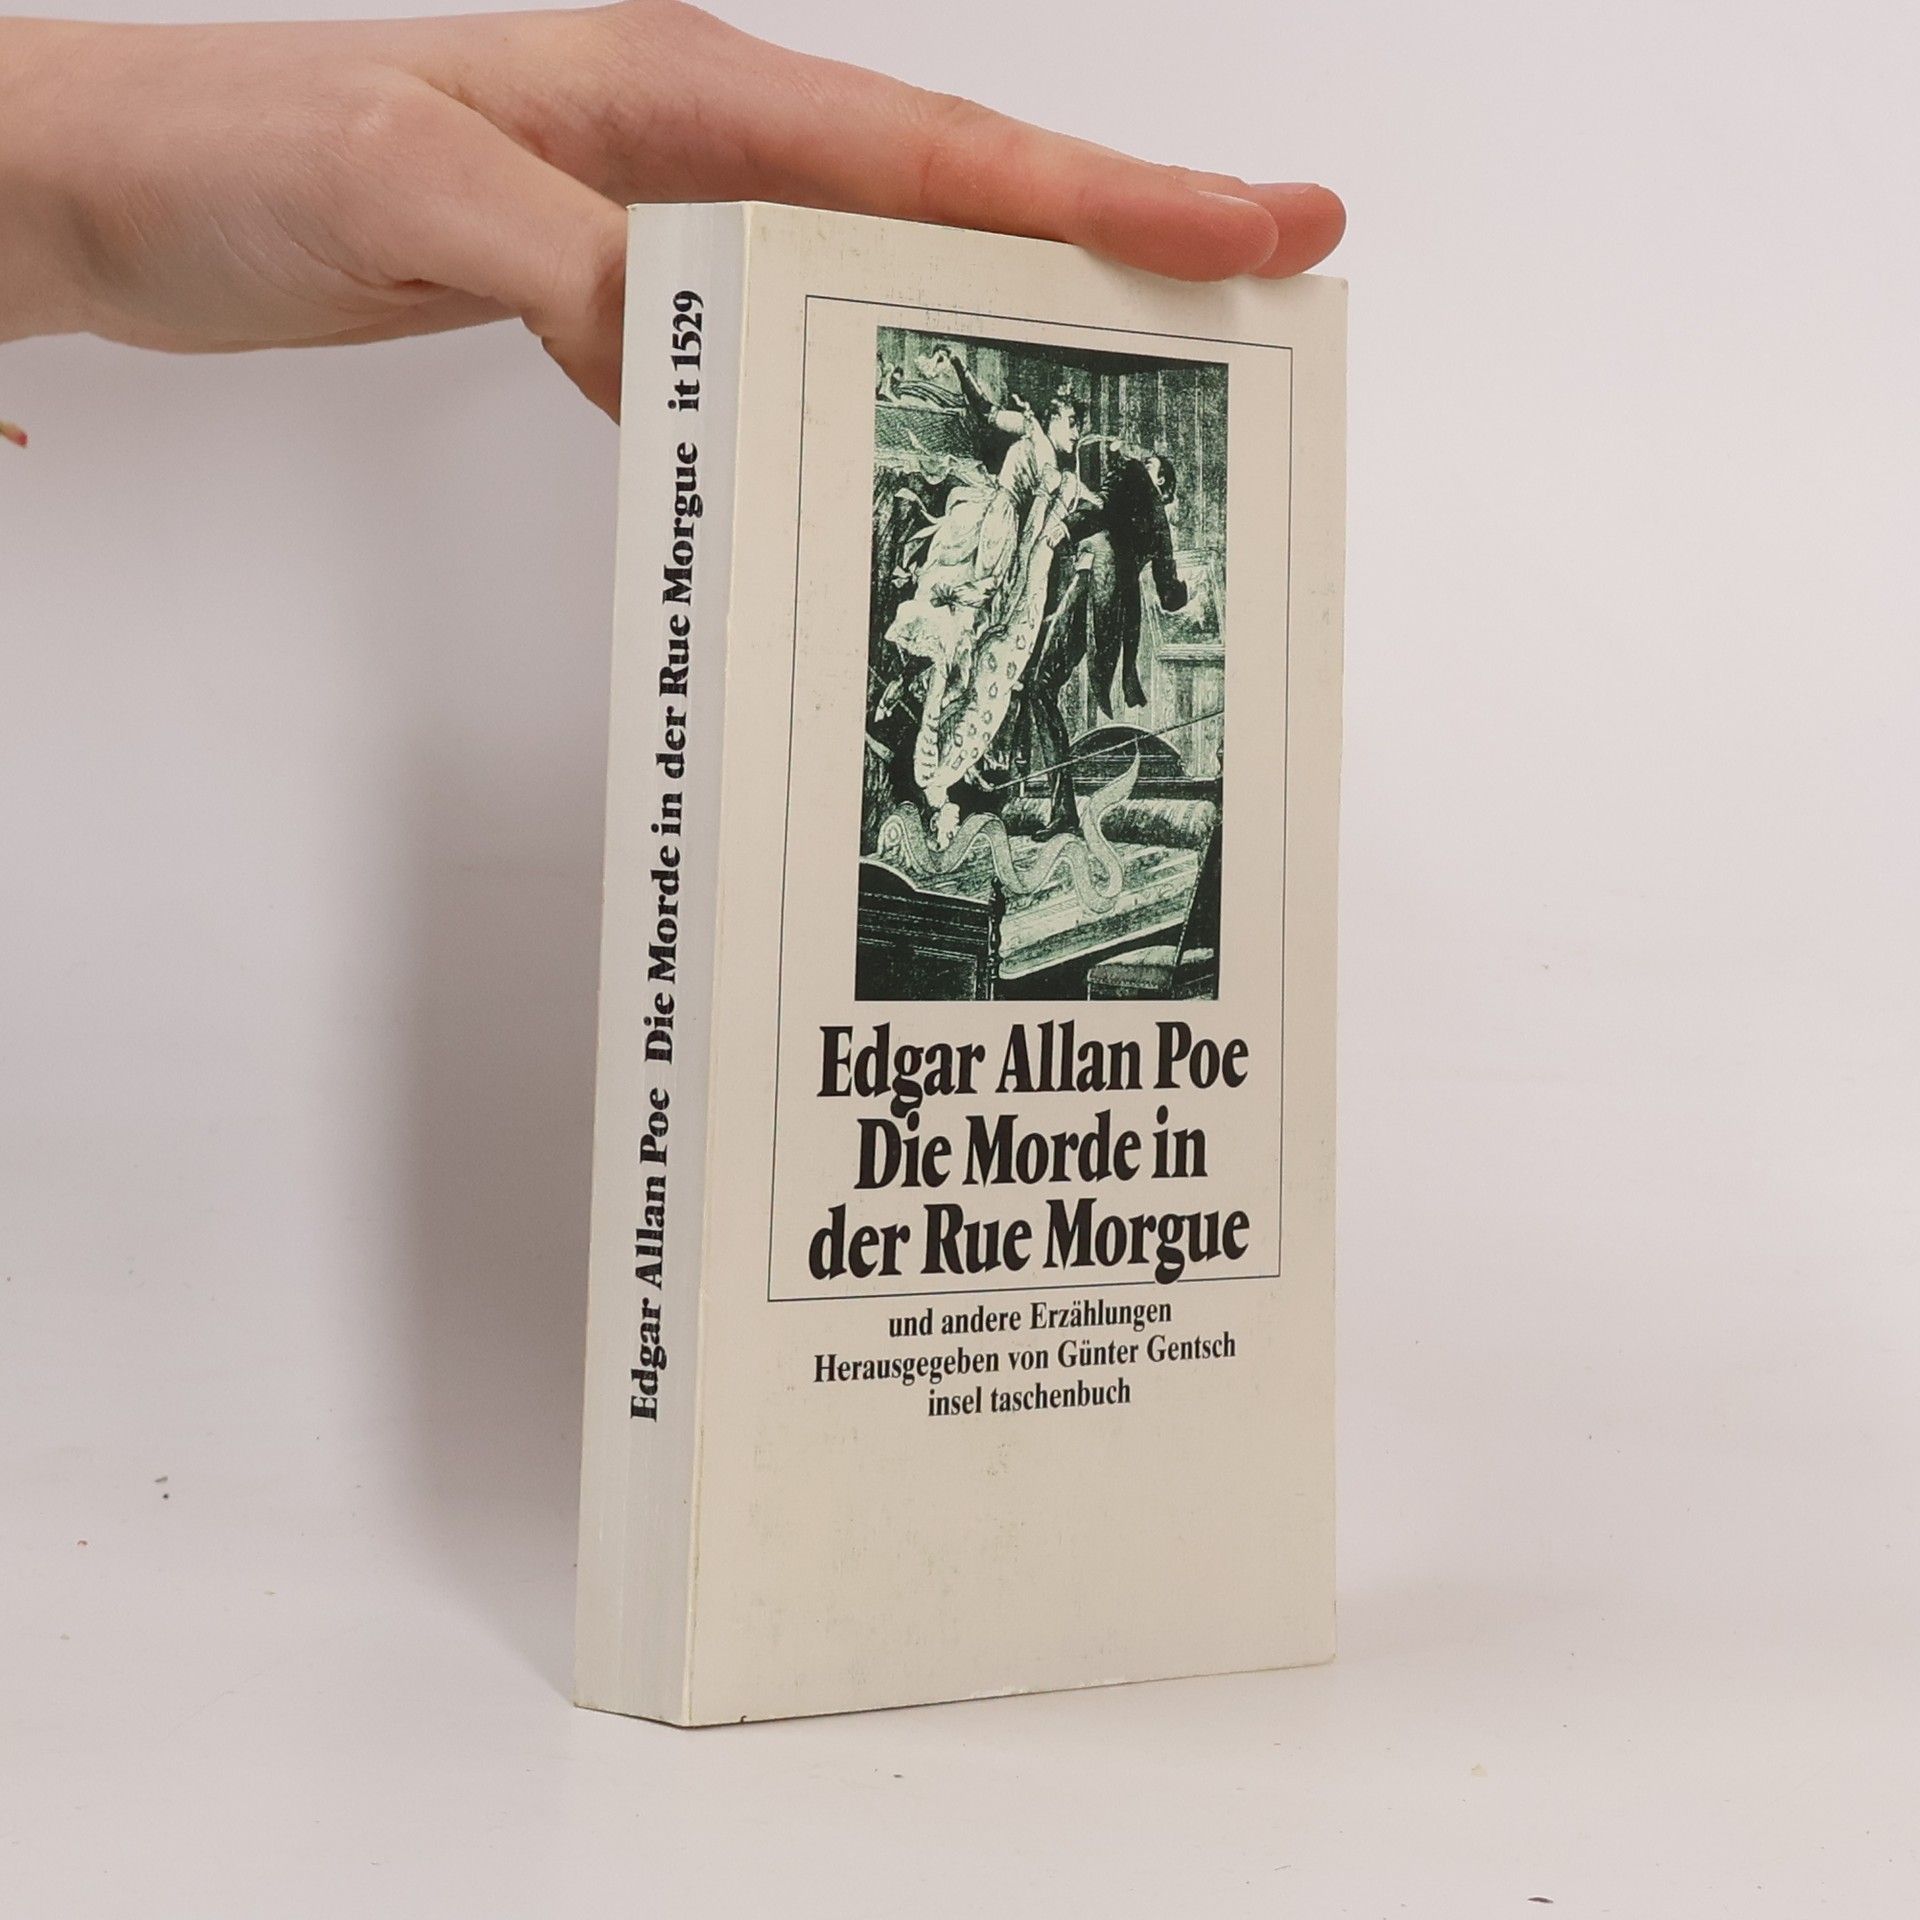 Edgar Allan Poe Die Morde in der Rue Morgue it 1529
Edgar Allan Poe
Die Morde in
der Rue Morgue
und andere Erzählungen
Herausgegeben von Günter Gentsch
insel taschenbuch